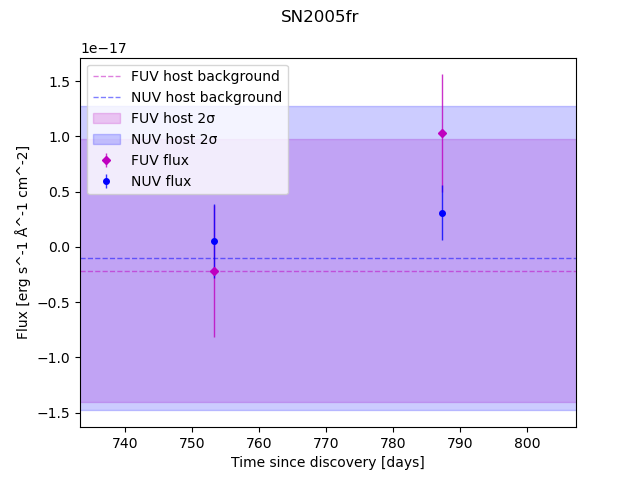 SN2005fr
1e−17
FUV host background
NUV host background
FUV host 2σ
NUV host 2σ
FUV flux
NUV flux
1.5
1.0
0.5
0.0
−0.5
−1.0
−1.5
Flux [erg s^-1 Å^-1 cm^-2]
740 750 760 770 780 790 800
Time since discovery [days]